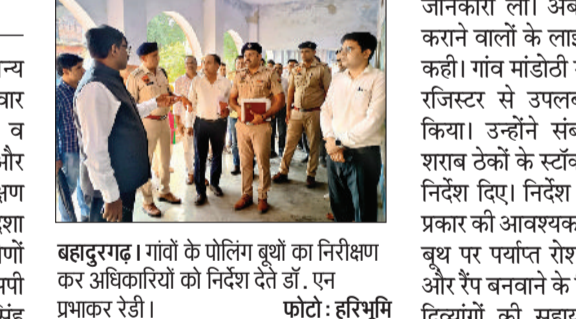 व
और
बहादुरगढ़। गांवों के पोलिंग बूथों का निरीक्षण
कर अधिकारियों को निर्देश देते डॉ. एन
प्रभाकर रेडी। फोटो : हरिभूमि
जानकारी ली।
कराने वालों के
कही। गांव मांडोठी
रजिस्टर से
किया। उन्होंने
शराब ठेकों के
निर्देश दिए। निर्देश
प्रकार की आवश्यक
बूथ पर पर्याप्त
और रैंप बनवाने के
दिव्यांगों की